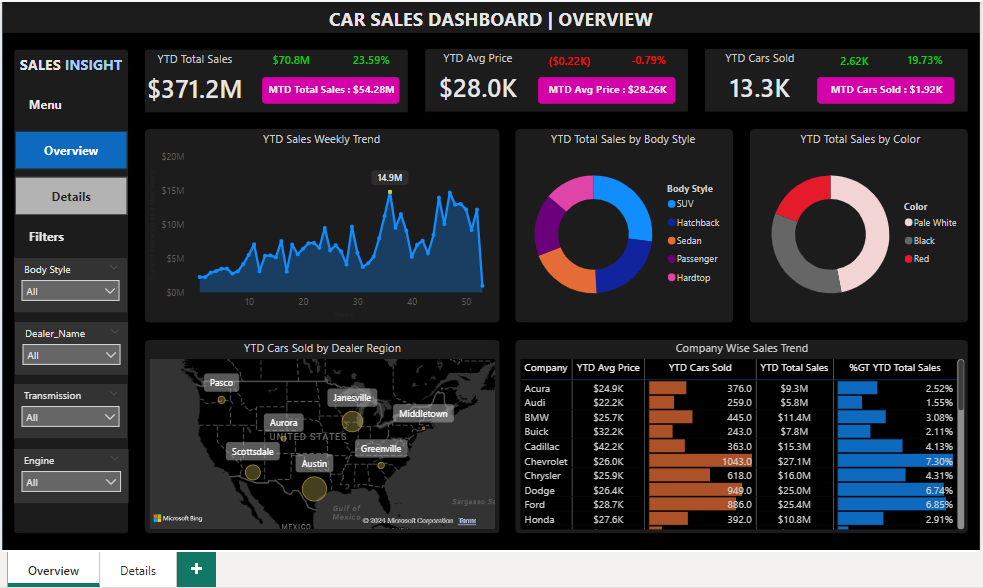 CAR SALES DASHBOARD | OVERVIEW
SALES INSIGHT
Menu
Overview
Details
Filters
Body Style
All
Dealer_Name
All
Transmission
All
Engine
All
YTD Total Sales
$70.8M
23.59%
$371.2M
MTD Total Sales : $54.28M
YTD Avg Price
($0.22K)
-0.79%
$28.0K
MTD Avg Price : $28.26K
YTD Cars Sold
2.62K
19.73%
13.3K
MTD Cars Sold : $1.92K
YTD Sales Weekly Trend
$20M
$15M
$10M
$5M
$0M
14.9M
10 20 30 40 50
YTD Total Sales by Body Style
Body Style
SUV
Hatchback
Sedan
Passenger
Hardtop
YTD Total Sales by Color
Color
Pale White
Black
Red
YTD Cars Sold by Dealer Region
Pasco
Janesville
Middletown
Aurora
UNITED STATES
Scottsdale
Greenville
Austin
Gulf of
Mexico
MEXICO
Microsoft Bing
© 2024 Microsoft Corporation Terms
Company Wise Sales Trend
Company YTD Avg Price YTD Cars Sold YTD Total Sales %GT YTD Total Sales
Acura $24.9K 376.0 $9.3M 2.52%
Audi $22.2K 259.0 $5.8M 1.55%
BMW $25.7K 445.0 $11.4M 3.08%
Buick $32.2K 243.0 $7.8M 2.11%
Cadillac $42.2K 363.0 $15.3M 4.13%
Chevrolet $26.0K 1043.0 $27.1M 7.30%
Chrysler $25.9K 618.0 $16.0M 4.31%
Dodge $26.4K 949.0 $25.0M 6.74%
Ford $28.7K 886.0 $25.4M 6.85%
Honda $27.6K 392.0 $10.8M 2.91%
Overview
Details
+